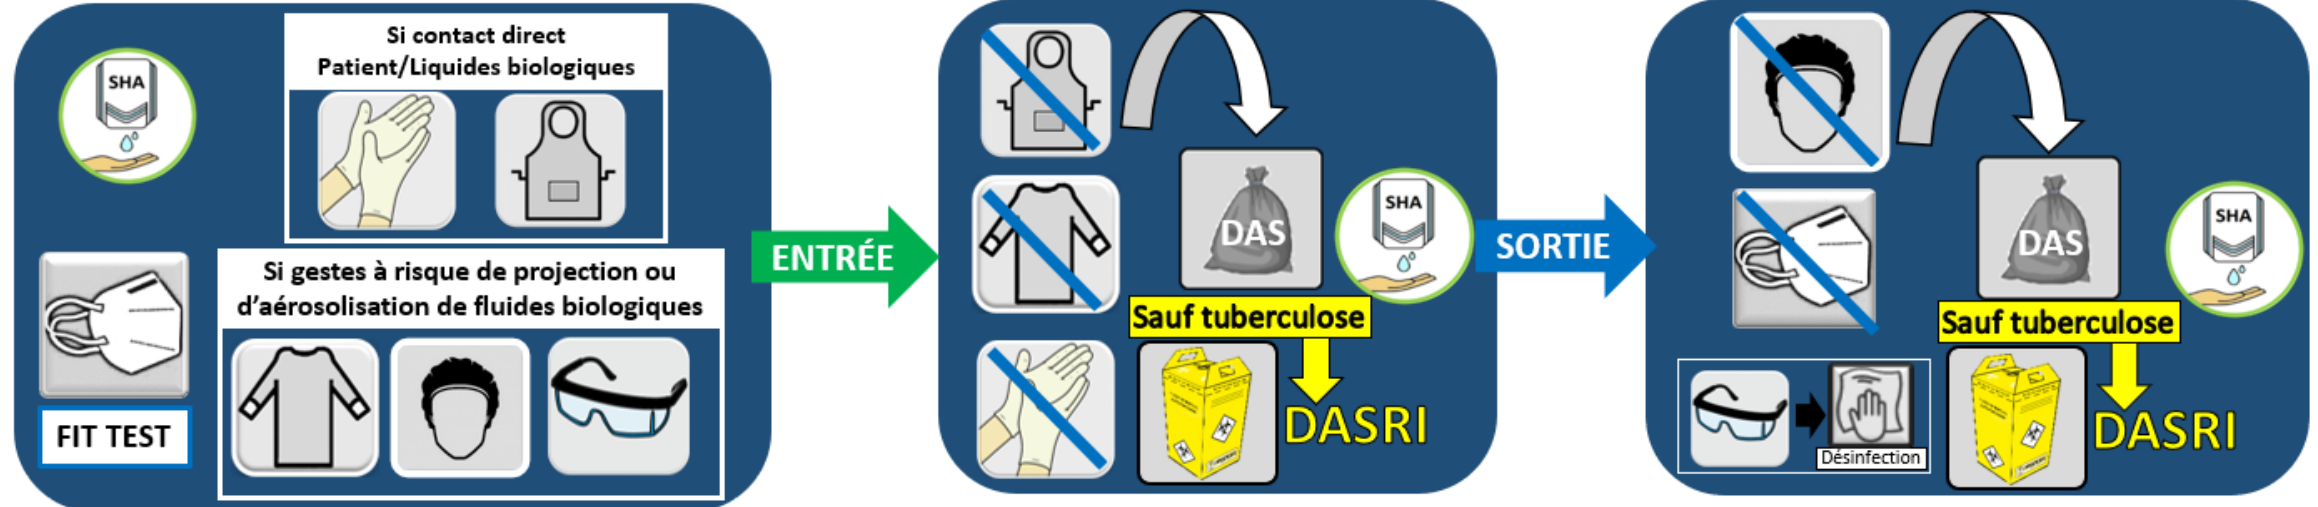 SHA
Si contact direct
Patient/Liquides biologiques
FIT TEST
Si gestes à risque de projection ou
d'aérosolisation de fluides biologiques
ENTRÉE
DAS
SHA
Sauf tuberculose
DASRI
SORTIE
DAS
SHA
Sauf tuberculose
DASRI
Désinfection